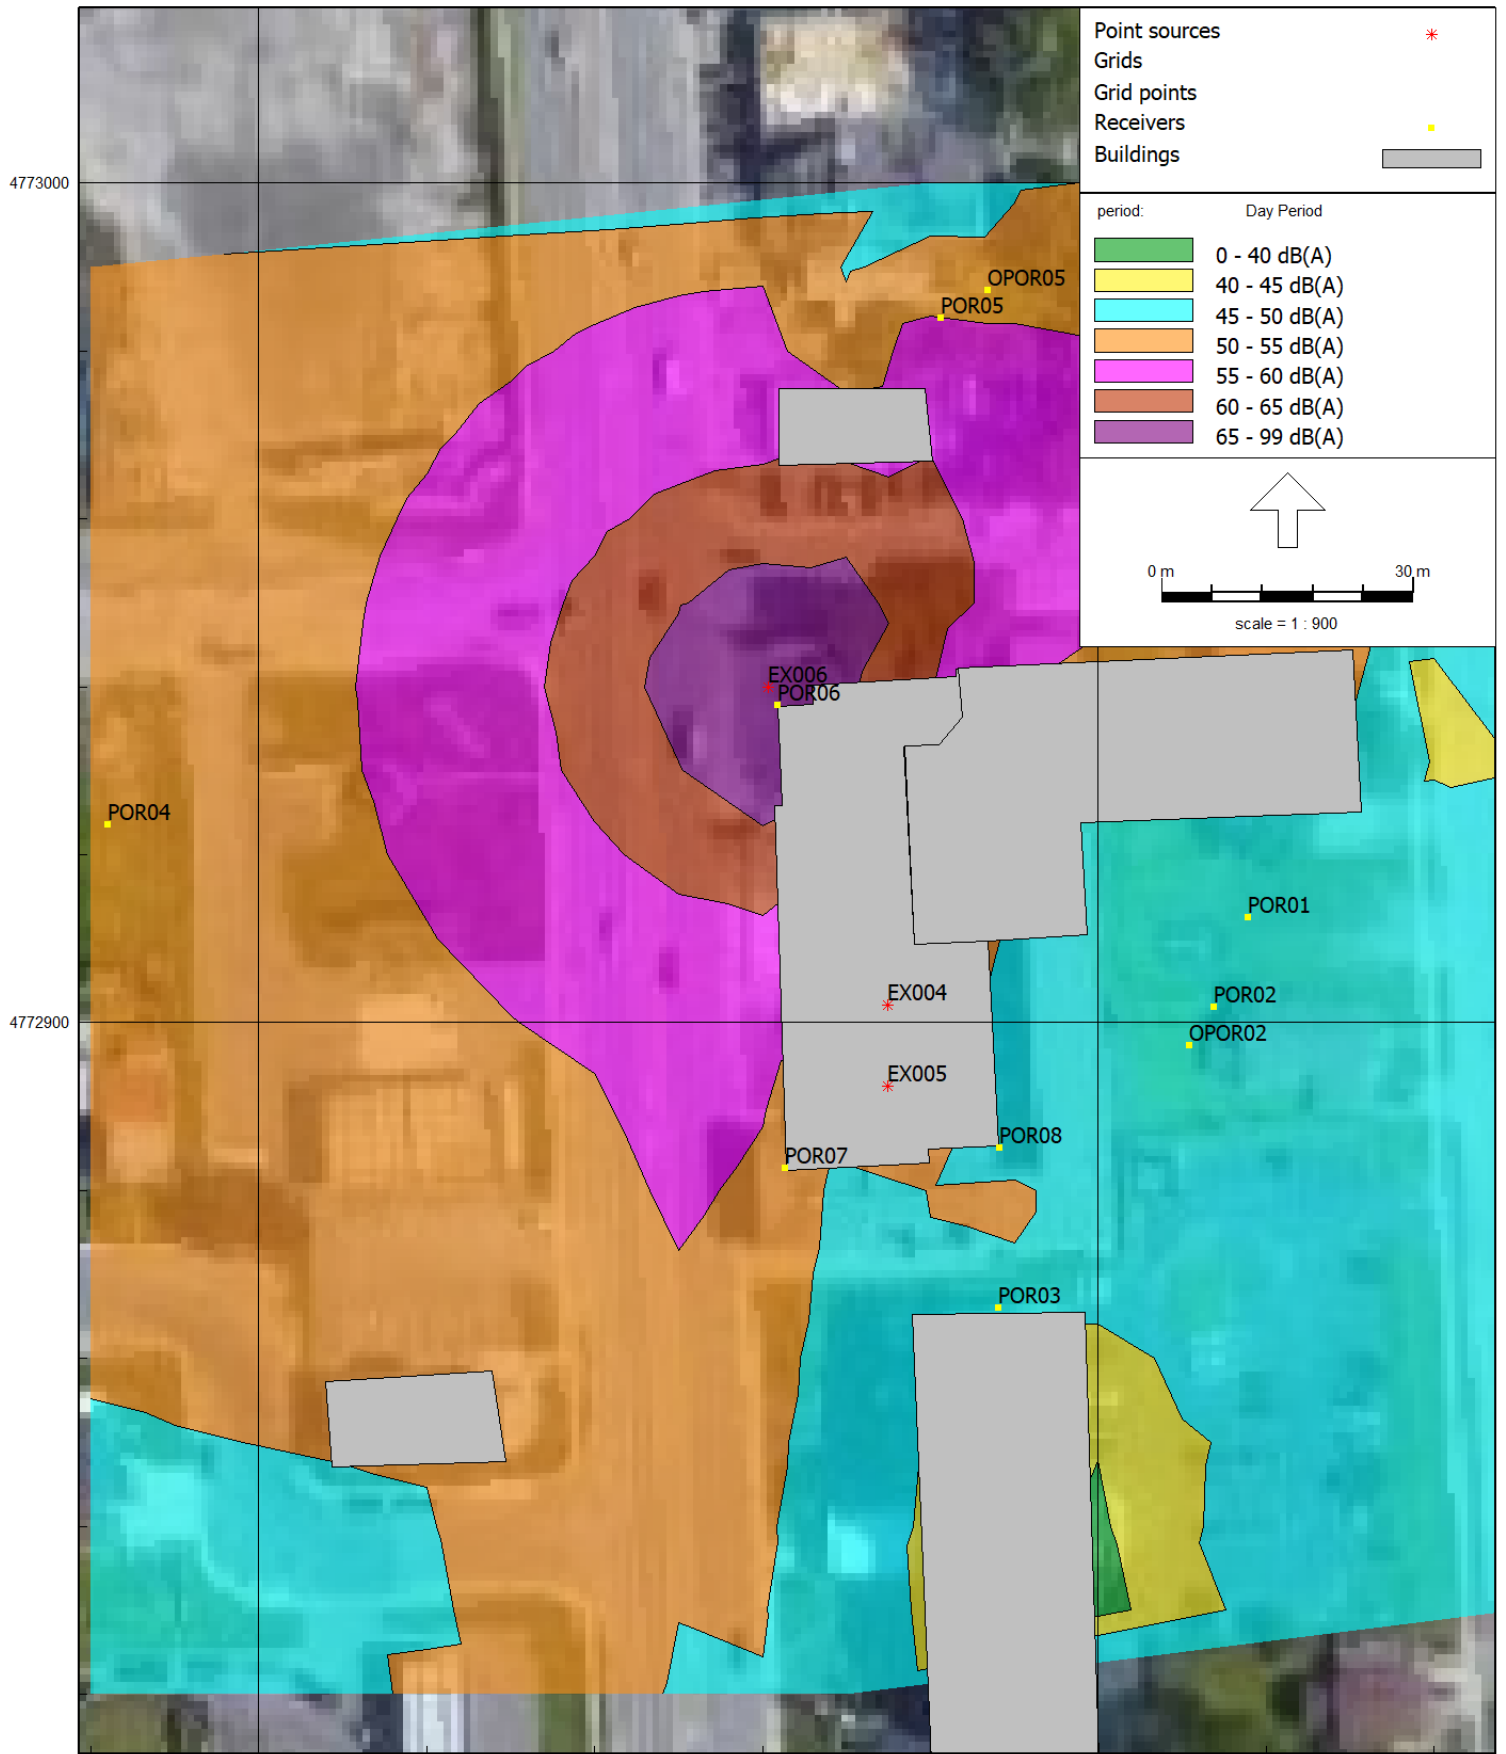 Point sources
Grids
Grid points
Receivers
Buildings
4773000
period: Day Period
0 - 40 dB(A)
40 - 45 dB(A)
45 - 50 dB(A)
50 - 55 dB(A)
55 - 60 dB(A)
60 - 65 dB(A)
65 - 99 dB(A)
OPOR05
POR05
0 m 30 m
scale = 1 : 900
EX006
POR06
POR04
POR01
EX004
POR02
4772900
OPOR02
EX005
POR08
POR07
POR03